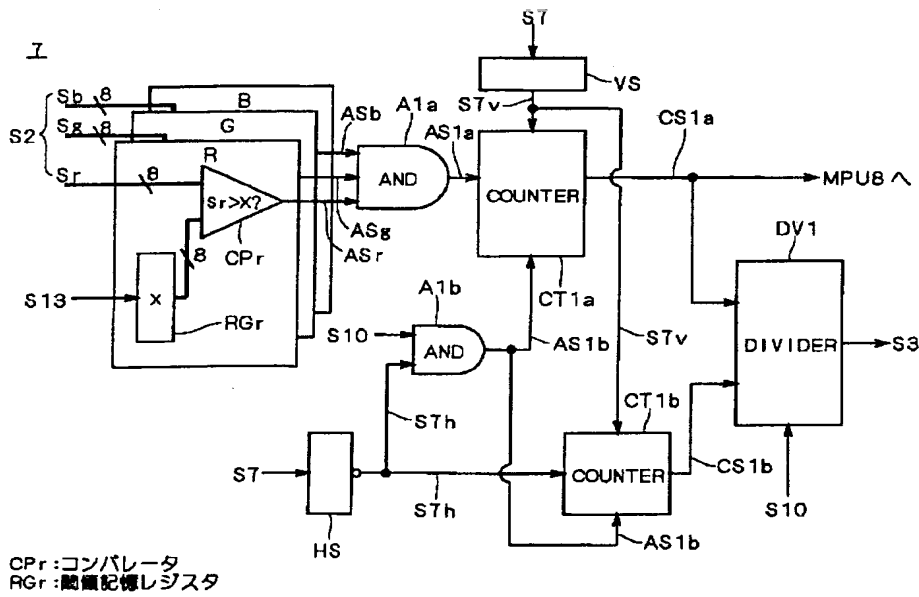 7
S7
VS
S7v
Sb 8
B
Sg 8
G
S2
Sr 8
R
Sr>X?
CPr
8
X
S13
RGr
ASb
ASg
ASr
A1a
AND
AS1a
COUNTER
CT1a
CS1a
MPU8へ
DV1
DIVIDER
S3
S10
A1b
AND
S10
AS1b
S7v
S7h
CT1b
COUNTER
CS1b
S7
HS
S7h
AS1b
CPr:コンパレータ
RGr:閾値記憶レジスタ